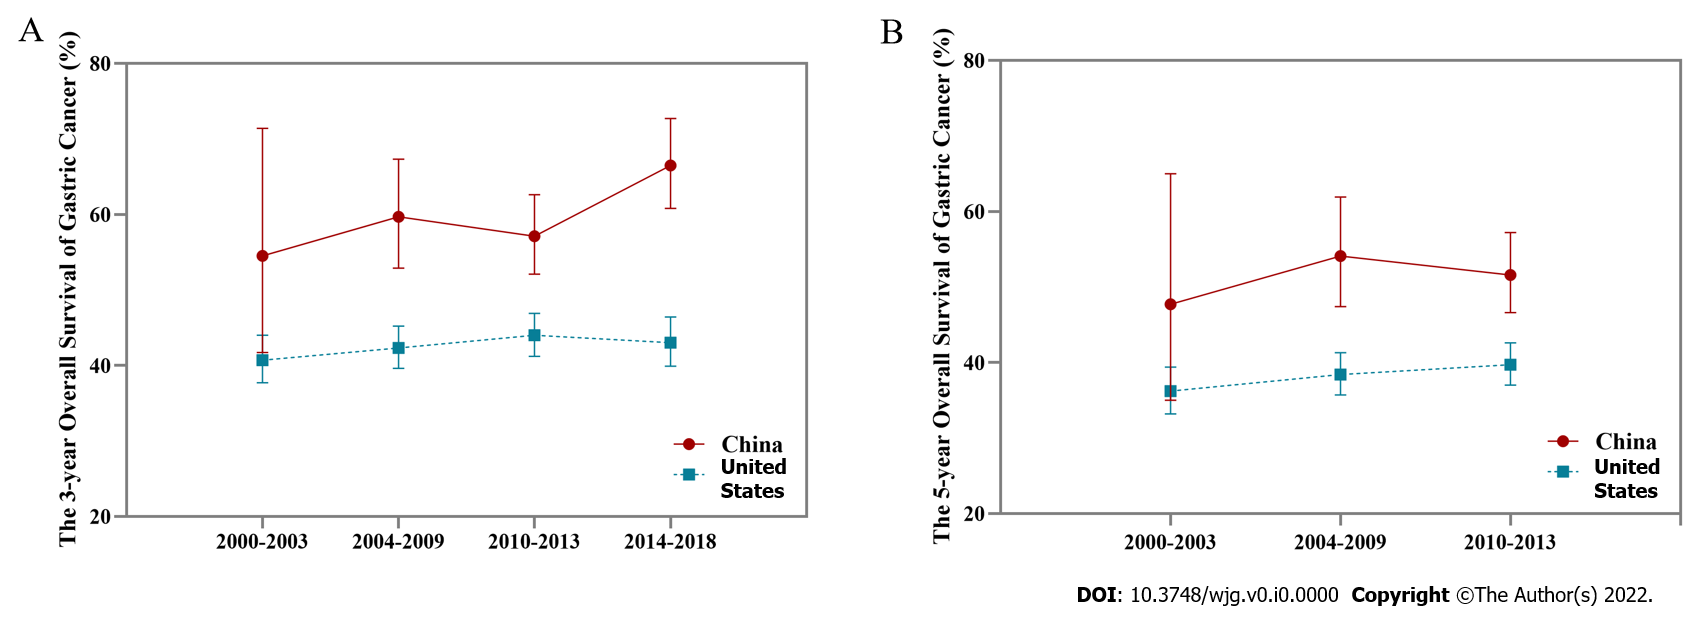 A
The 3-year Overall Survival of Gastric Cancer (%)
80
60
40
20
2000-2003 2004-2009 2010-2013 2014-2018
China
United
States
B
The 5-year Overall Survival of Gastric Cancer (%)
80
60
40
20
2000-2003 2004-2009 2010-2013
China
United
States
DOI: 10.3748/wjg.v0.i0.0000 Copyright ©The Author(s) 2022.